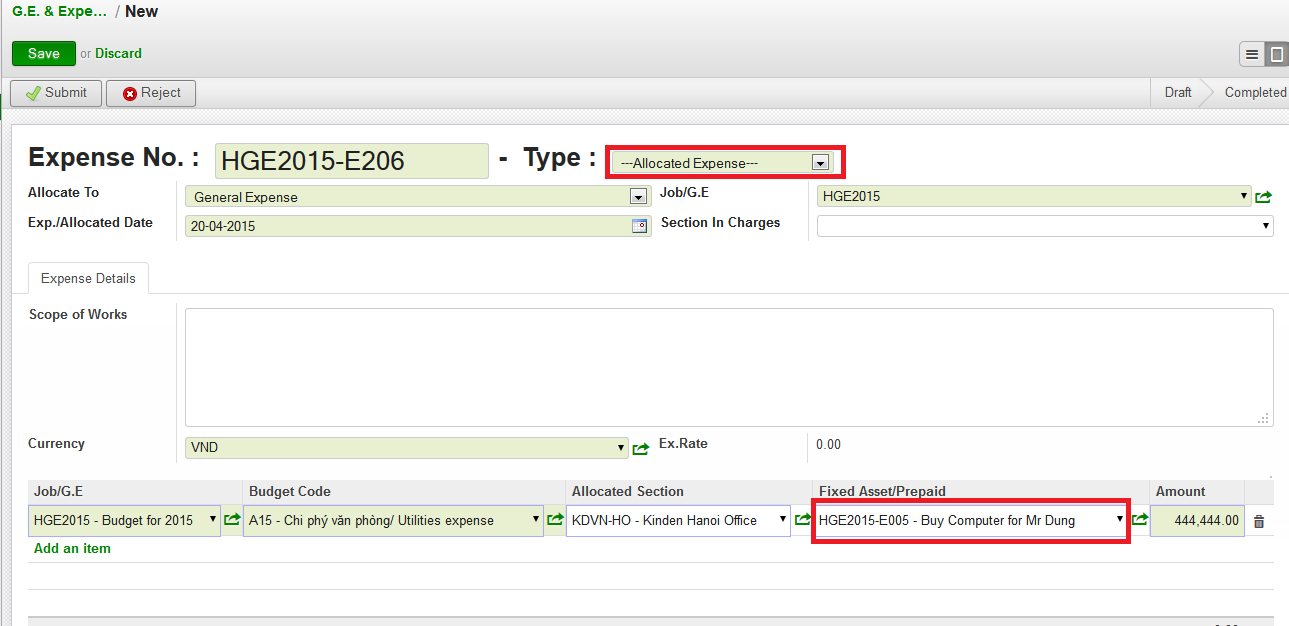 G.E. & Expe... / New
Save or Discard
Submit Reject Draft Completed
Expense No. : HGE2015-E206 - Type : ---Allocated Expense---
Allocate To General Expense Job/G.E HGE2015
Exp./Allocated Date 20-04-2015 Section In Charges
Expense Details
Scope of Works
Currency VND Ex.Rate 0.00
Job/G.E Budget Code Allocated Section Fixed Asset/Prepaid Amount
HGE2015 - Budget for 2015 A15 - Chi phý văn phòng/ Utilities expense KDVN-HO - Kinden Hanoi Office HGE2015-E005 - Buy Computer for Mr Dung 444,444.00
Add an item